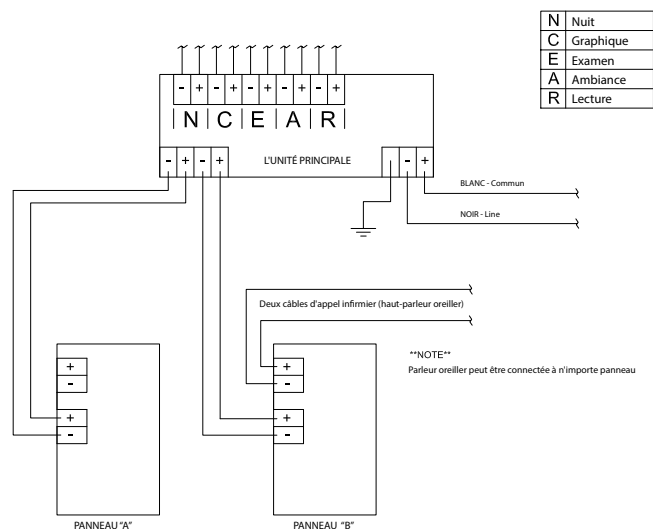 N Nuit
C Graphique
E Examen
A Ambiance
R Lecture
- + - + - + - + - +
N C E A R
- + - + L'UNITÉ PRINCIPALE - +
BLANC - Commun
NOIR - Line
Deux câbles d'appel infirmier (haut-parleur oreiller)
**NOTE**
Parleur oreiller peut être connectée à n'importe panneau
+ +
- -
+ +
- -
PANNEAU "A" PANNEAU "B"